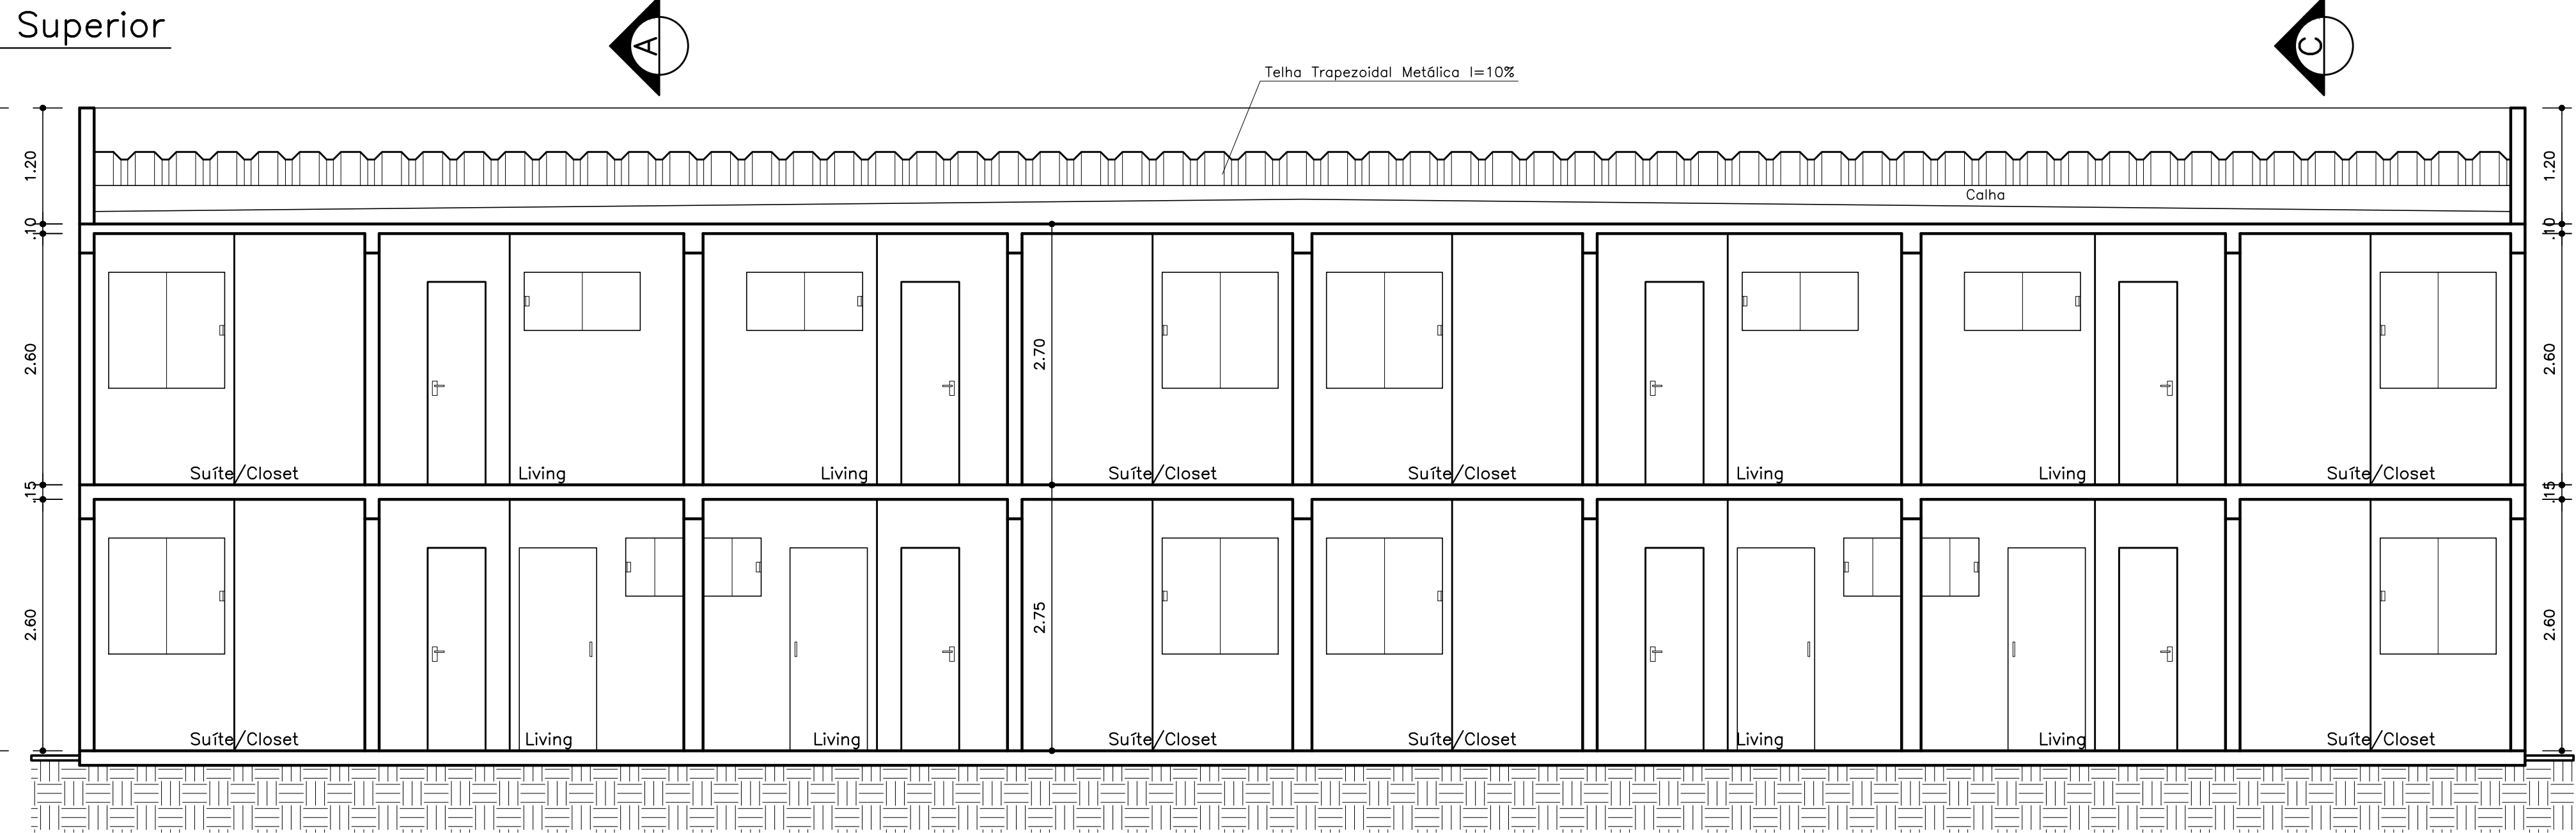 Superior
A
C
Telha Trapezoidal Metálica I=10%
1.20
1.20
Calha
.10
.10
2.60
2.70
2.60
Suíte/Closet
Living
Living
Suíte/Closet
Suíte/Closet
Living
Living
Suíte/Closet
.15
.15
2.60
2.75
2.60
Suíte/Closet
Living
Living
Suíte/Closet
Suíte/Closet
Living
Living
Suíte/Closet